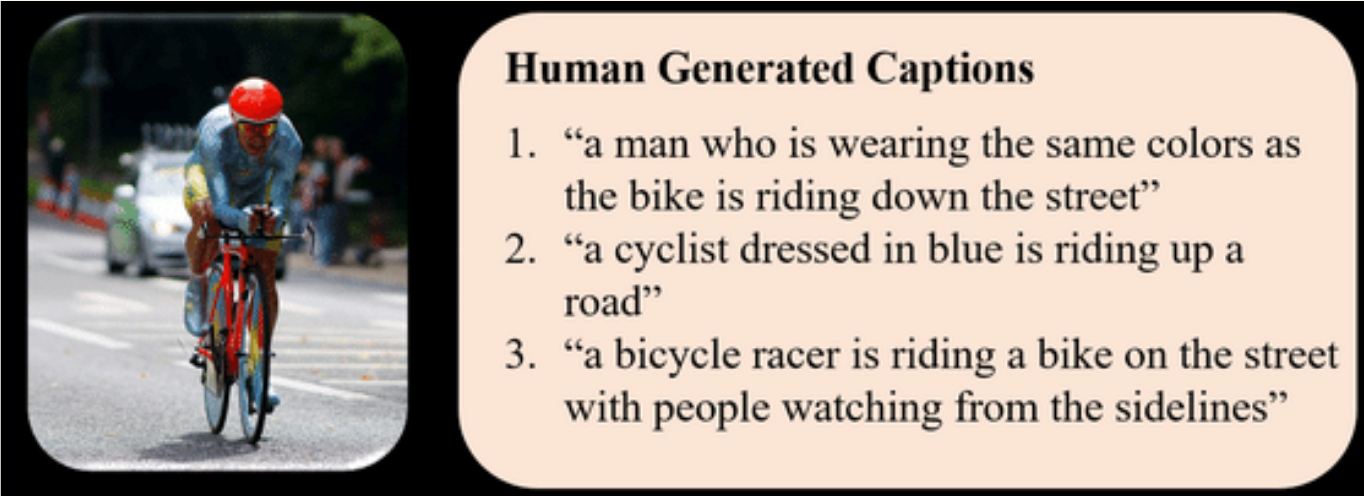 Human Generated Captions
1. “a man who is wearing the same colors as
the bike is riding down the street”
2. “a cyclist dressed in blue is riding up a
road”
3. “a bicycle racer is riding a bike on the street
with people watching from the sidelines”